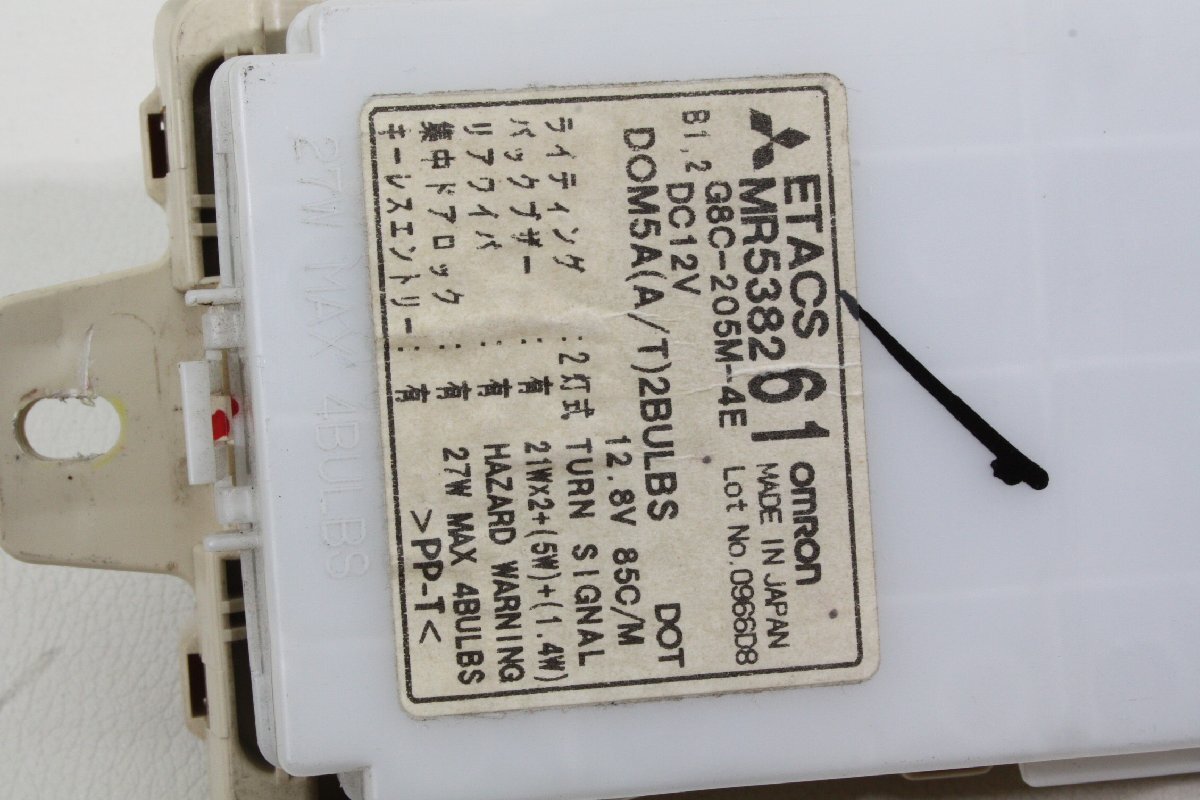 ETACS omron
MR538261 MADE IN JAPAN
G8C-205M-4E Lot No.0966D8
B1,2 DC12V
DOM5A(A/T)2BULBS DOT
12.8V 85C/M
ライティング:2灯式 TURN SIGNAL
バックブザー:有 21WX2+(5W)+(1.4W)
リアワイパ:有 HAZARD WARNING
集中ドアロック:有 27W MAX 4BULBS
キーレスエントリー:有 >PP-T<
27W MAX 4BULBS